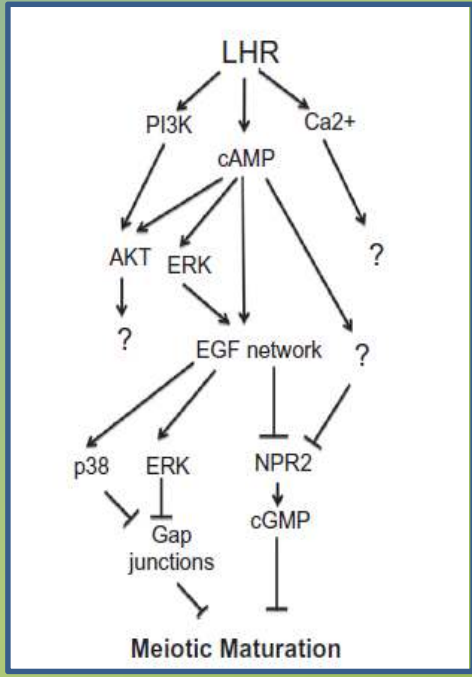 LHR
PI3K
Ca2+
cAMP
AKT
ERK
?
?
EGF network
?
p38
ERK
NPR2
cGMP
Gap
junctions
Meiotic Maturation